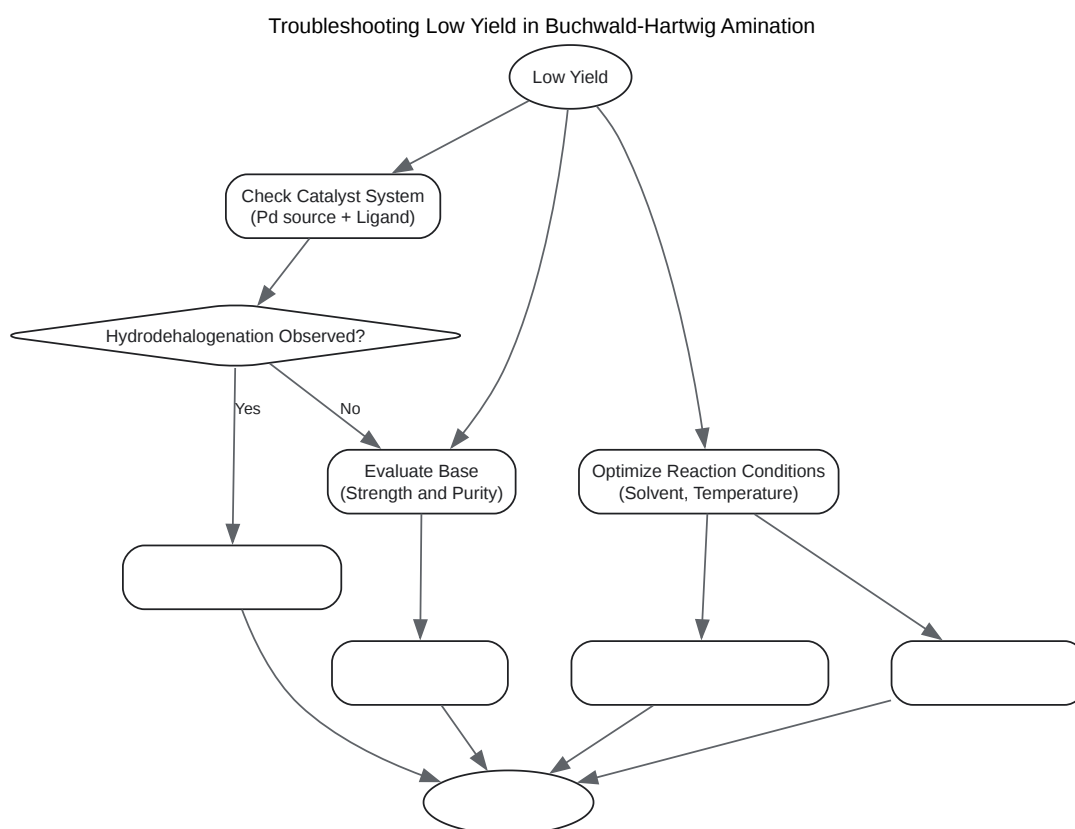 Troubleshooting Low Yield in Buchwald-Hartwig Amination
Low Yield
Check Catalyst System
(Pd source + Ligand)
Hydrodehalogenation Observed?
Yes
No
Evaluate Base
(Strength and Purity)
Optimize Reaction Conditions
(Solvent, Temperature)